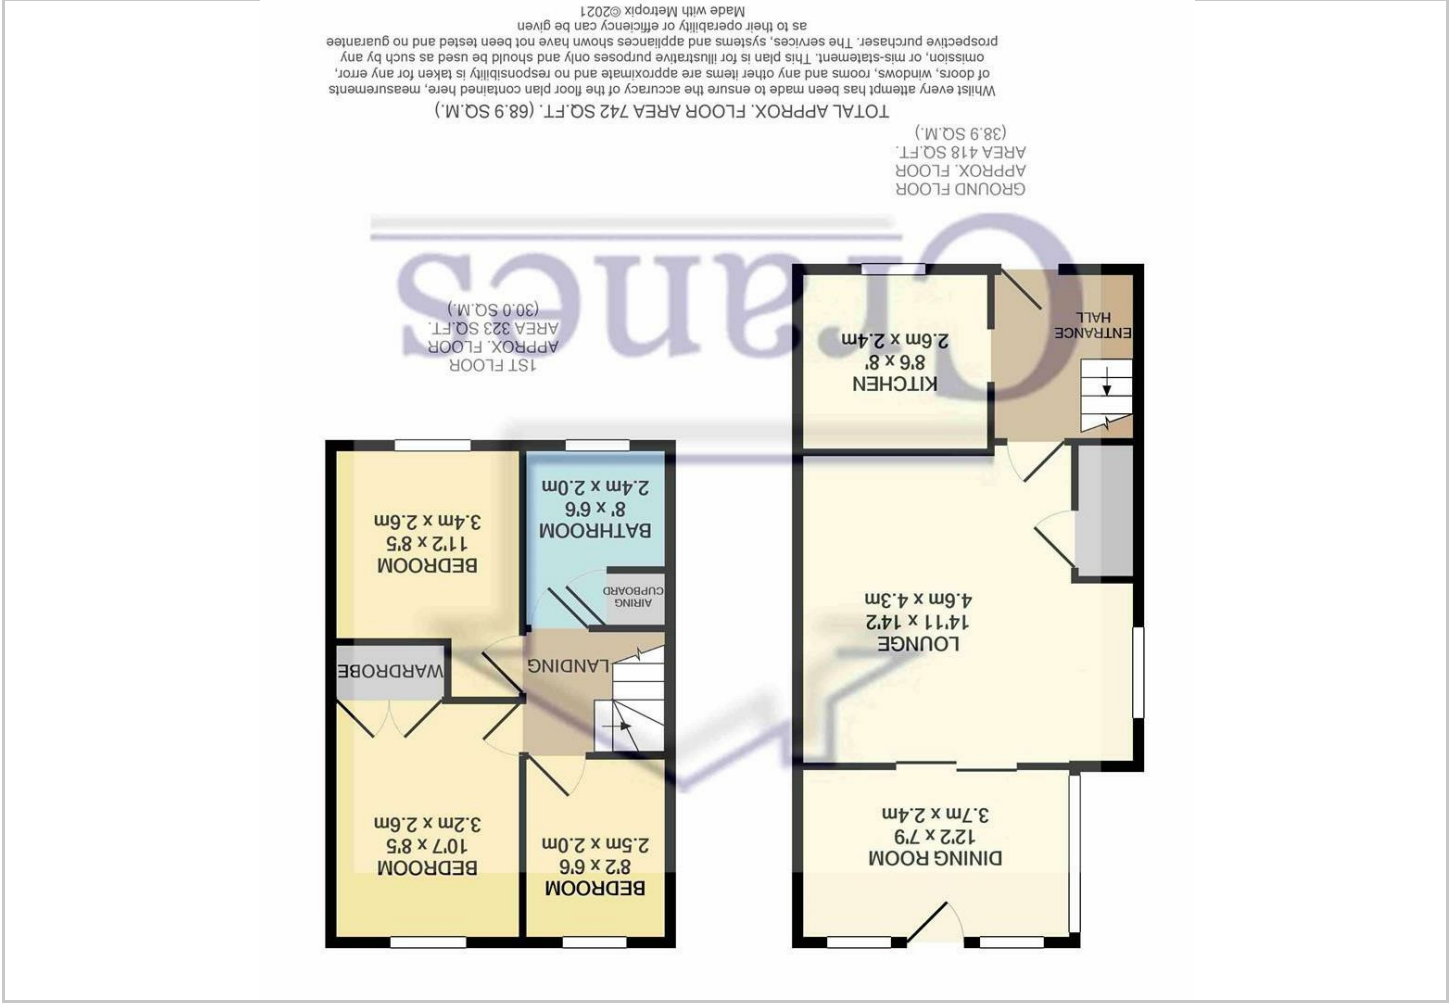 DINING ROOM
12'2 x 7'9
3.7m x 2.4m
LOUNGE
14'11 x 14'2
4.6m x 4.3m
KITCHEN
8'6 x 8'
2.6m x 2.4m
ENTRANCE
HALL
BEDROOM
8'2 x 6'6
2.5m x 2.0m
BEDROOM
10'7 x 8'5
3.2m x 2.6m
WARDROBE
LANDING
AIRING
CUPBOARD
BATHROOM
8' x 6'6
2.4m x 2.0m
BEDROOM
11'2 x 8'5
3.4m x 2.6m
1ST FLOOR
APPROX. FLOOR
AREA 323 SQ.FT.
(30.0 SQ.M.)
Cranes
GROUND FLOOR
APPROX. FLOOR
AREA 418 SQ.FT.
(38.9 SQ.M.)
TOTAL APPROX. FLOOR AREA 742 SQ.FT. (68.9 SQ.M.)
Whilst every attempt has been made to ensure the accuracy of the floor plan contained here, measurements
of doors, windows, rooms and any other items are approximate and no responsibility is taken for any error,
omission, or mis-statement. This plan is for illustrative purposes only and should be used as such by any
prospective purchaser. The services, systems and appliances shown have not been tested and no guarantee
as to their operability or efficiency can be given
Made with Metropix ©2021